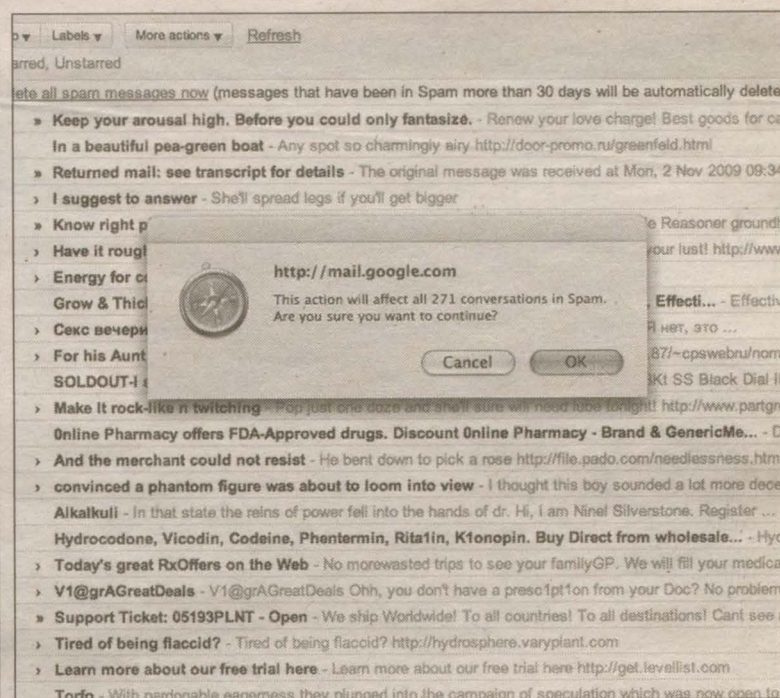 Labels ▾ More actions ▾ Refresh
arred, Unstarred
ete all spam messages now (messages that have been in Spam more than 30 days will be automatically delete
» Keep your arousal high. Before you could only fantasize. - Renew your love charge! Best goods for ca
In a beautiful pea-green boat - Any spot so charmingly airy http://door-promo.ru/greenfeld.html
» Returned mail: see transcript for details - The original message was received at Mon, 2 Nov 2009 09:34
› I suggest to answer - She'll spread legs if you'll get bigger
» Know right p e Reasoner ground!
› Have it rough your lust! http://www
› Energy for co
Grow & Thick , Effecti... - Effectiv
› Секс вечери Я нет, это ...
› For his Aunt 87/~cpswebru/nom
SOLDOUT-I Kt SS Black Dial
http://mail.google.com
This action will affect all 271 conversations in Spam.
Are you sure you want to continue?
Cancel OK
› Make It rock-like n twitching - Pop just one doze and she'll sure will need lube tonight! http://www.partgr
0nline Pharmacy offers FDA-Approved drugs. Discount 0nline Pharmacy - Brand & GenericMe... - D
› And the merchant could not resist - He bent down to pick a rose http://file.pado.com/needlessness.htm
› convinced a phantom figure was about to loom into view - I thought this boy sounded a lot more dece
Alkalkuli - In that state the reins of power fell into the hands of dr. Hi, I am Ninel Silverstone. Register ...
Hydrocodone, Vicodin, Codeine, Phentermin, Rita1in, K1onopin. Buy Direct from wholesale... - Hyd
› Today's great RxOffers on the Web - No morewasted trips to see your familyGP. We will fill your medica
› V1@grAGreatDeals - V1@grAGreatDeals Ohh, you don't have a presc1pt1on from your Doc? No problem
» Support Ticket: 05193PLNT - Open - We ship Worldwide! To all countries! To all destinations! Cant see
› Tired of being flaccid? - Tired of being flaccid? http://hydrosphere.varyplant.com
› Learn more about our free trial here - Learn more about our free trial here http://get.levellist.com
Torfo - With pardonable eagerness they plunged into the campaign of speculation which was now open to